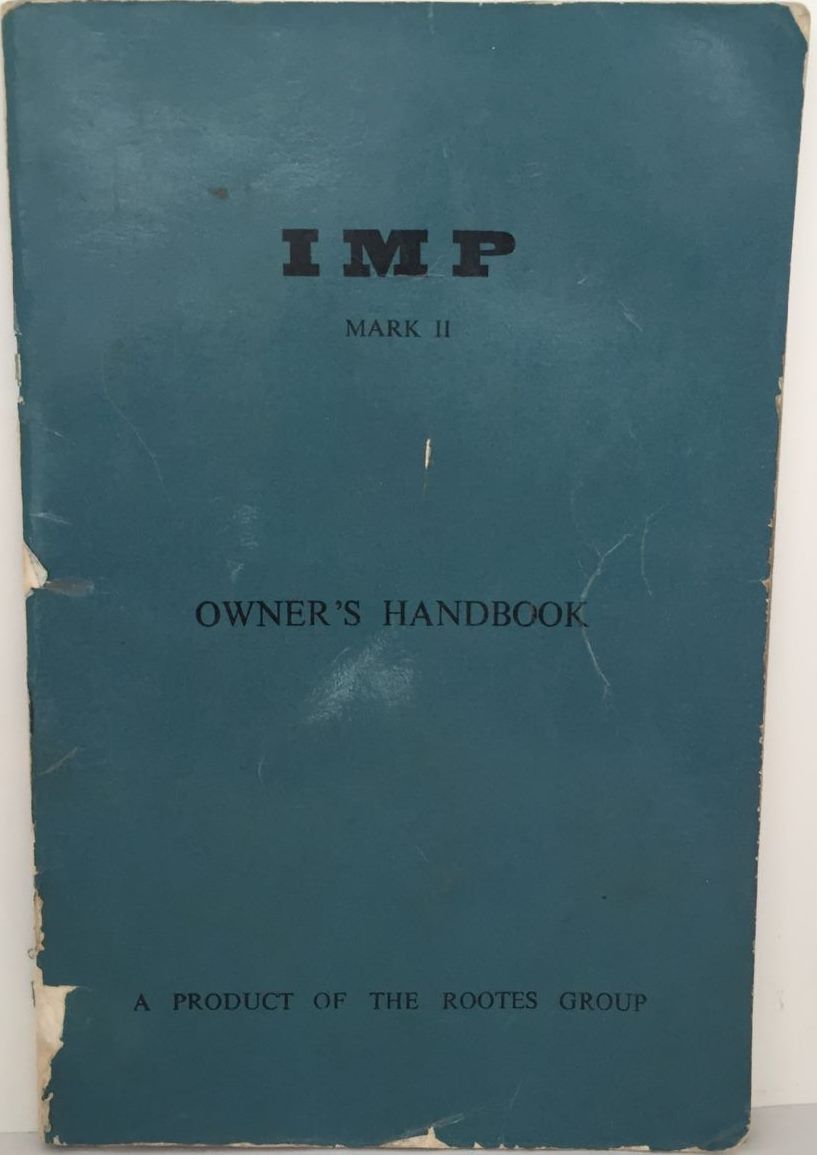 IMP
MARK II
OWNER'S HANDBOOK
A PRODUCT OF THE ROOTES GROUP